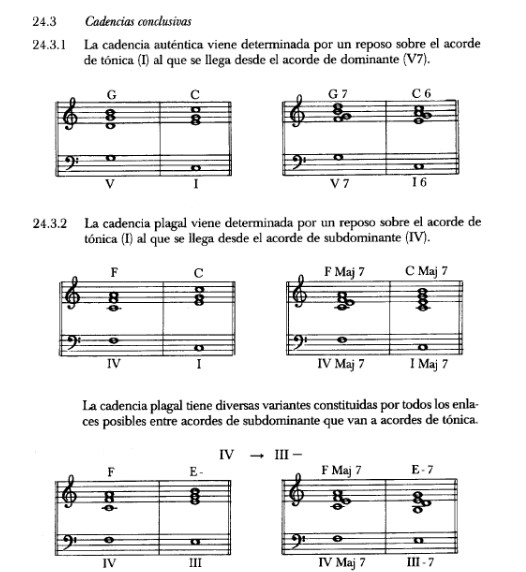 24.3 Cadencias conclusivas
24.3.1 La cadencia auténtica viene determinada por un reposo sobre el acorde
de tónica (I) al que se llega desde el acorde de dominante (V7).
G C G 7 C 6
V I V 7 I 6
24.3.2 La cadencia plagal viene determinada por un reposo sobre el acorde de
tónica (I) al que se llega desde el acorde de subdominante (IV).
F C F Maj 7 C Maj 7
IV I IV Maj 7 I Maj 7
La cadencia plagal tiene diversas variantes constituidas por todos los enla-
ces posibles entre acordes de subdominante que van a acordes de tónica.
IV → III –
F E - F Maj 7 E - 7
IV III IV Maj 7 III - 7